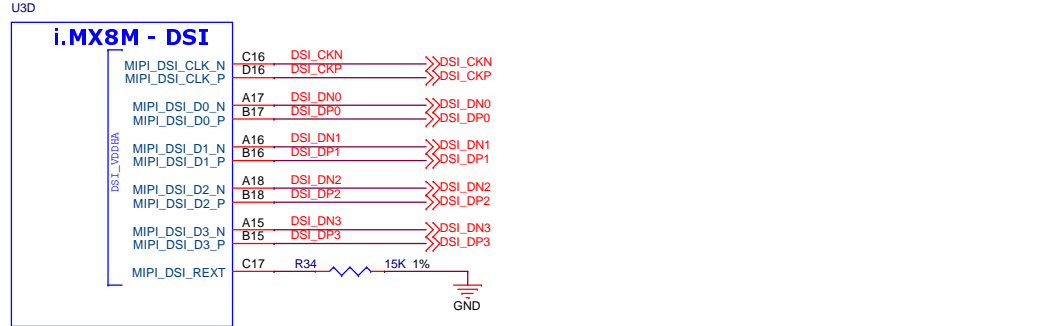 U3D
i.MX8M - DSI
DSI_VDDHA
MIPI_DSI_CLK_N C16 DSI_CKN DSI_CKN
MIPI_DSI_CLK_P D16 DSI_CKP DSI_CKP
MIPI_DSI_D0_N A17 DSI_DN0 DSI_DN0
MIPI_DSI_D0_P B17 DSI_DP0 DSI_DP0
MIPI_DSI_D1_N A16 DSI_DN1 DSI_DN1
MIPI_DSI_D1_P B16 DSI_DP1 DSI_DP1
MIPI_DSI_D2_N A18 DSI_DN2 DSI_DN2
MIPI_DSI_D2_P B18 DSI_DP2 DSI_DP2
MIPI_DSI_D3_N A15 DSI_DN3 DSI_DN3
MIPI_DSI_D3_P B15 DSI_DP3 DSI_DP3
MIPI_DSI_REXT C17 R34 15K 1%
GND